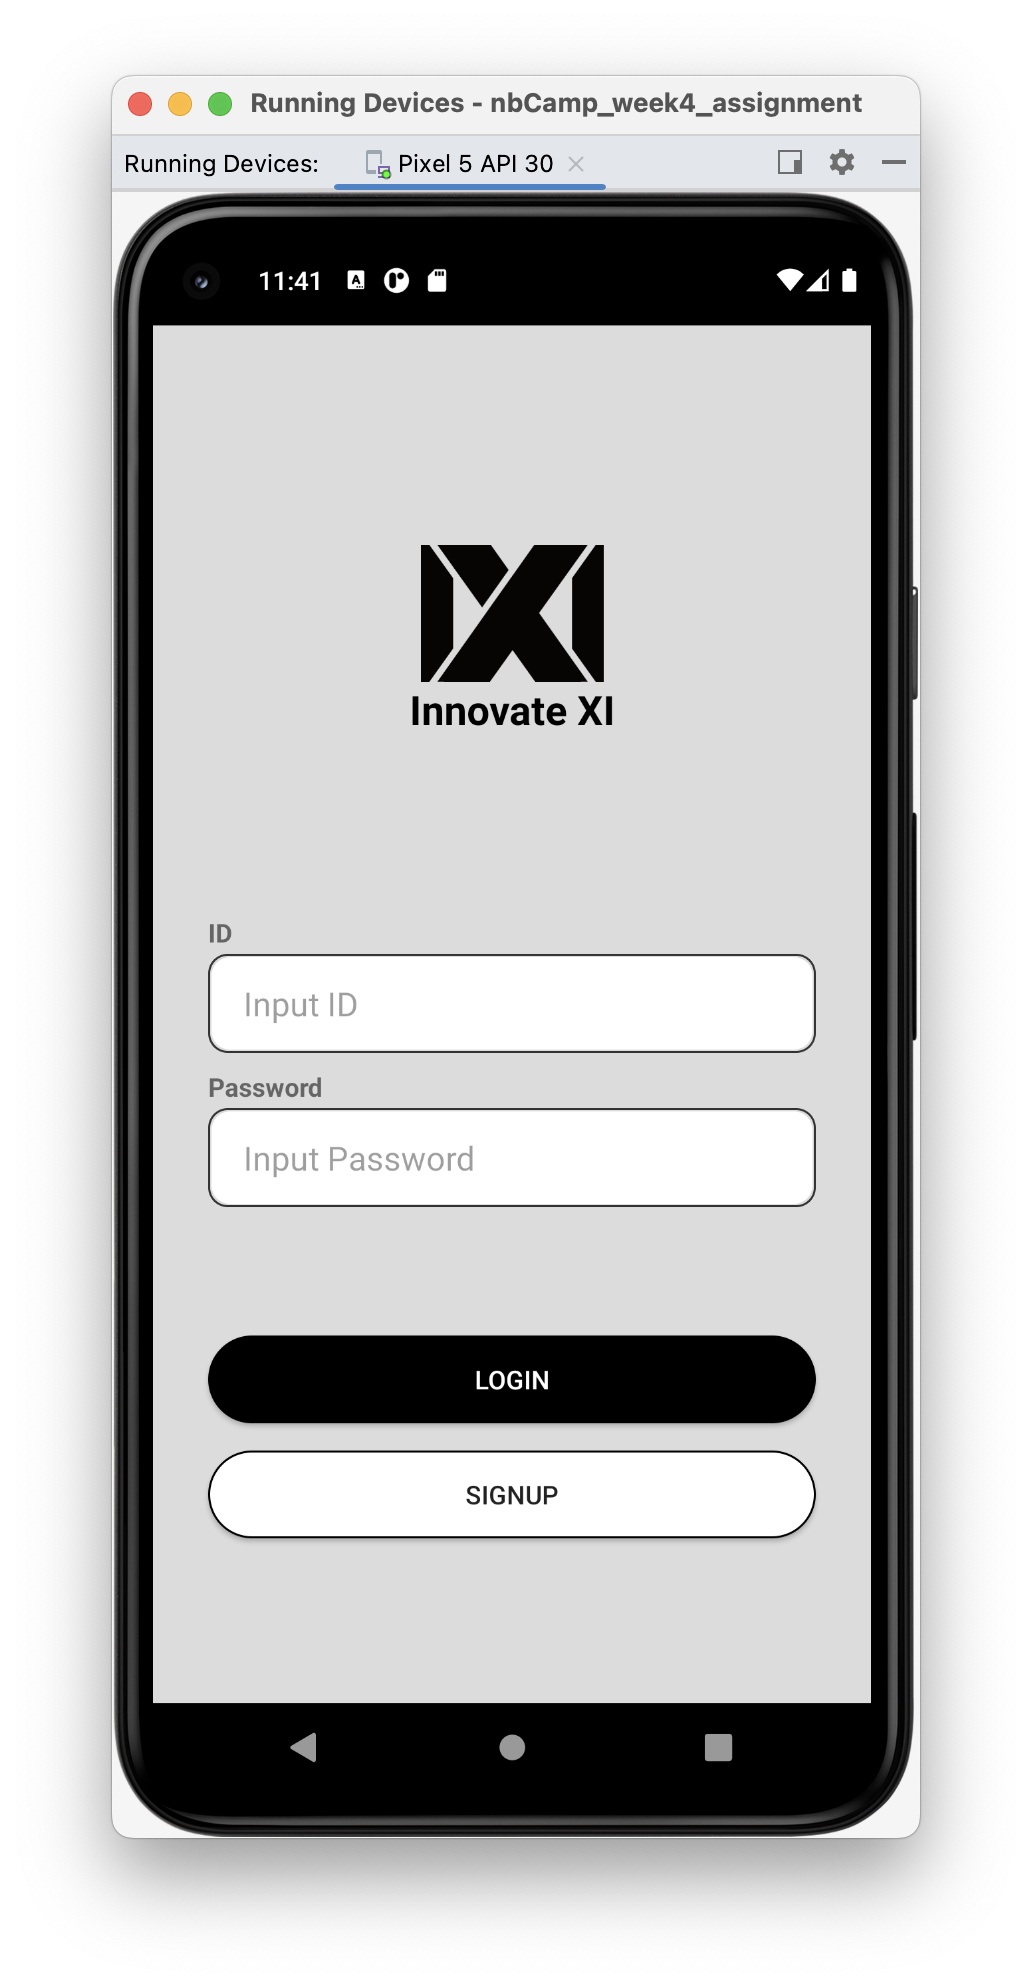 Running Devices - nbCamp_week4_assignment
Running Devices: Pixel 5 API 30
11:41
Innovate XI
ID
Input ID
Password
Input Password
LOGIN
SIGNUP